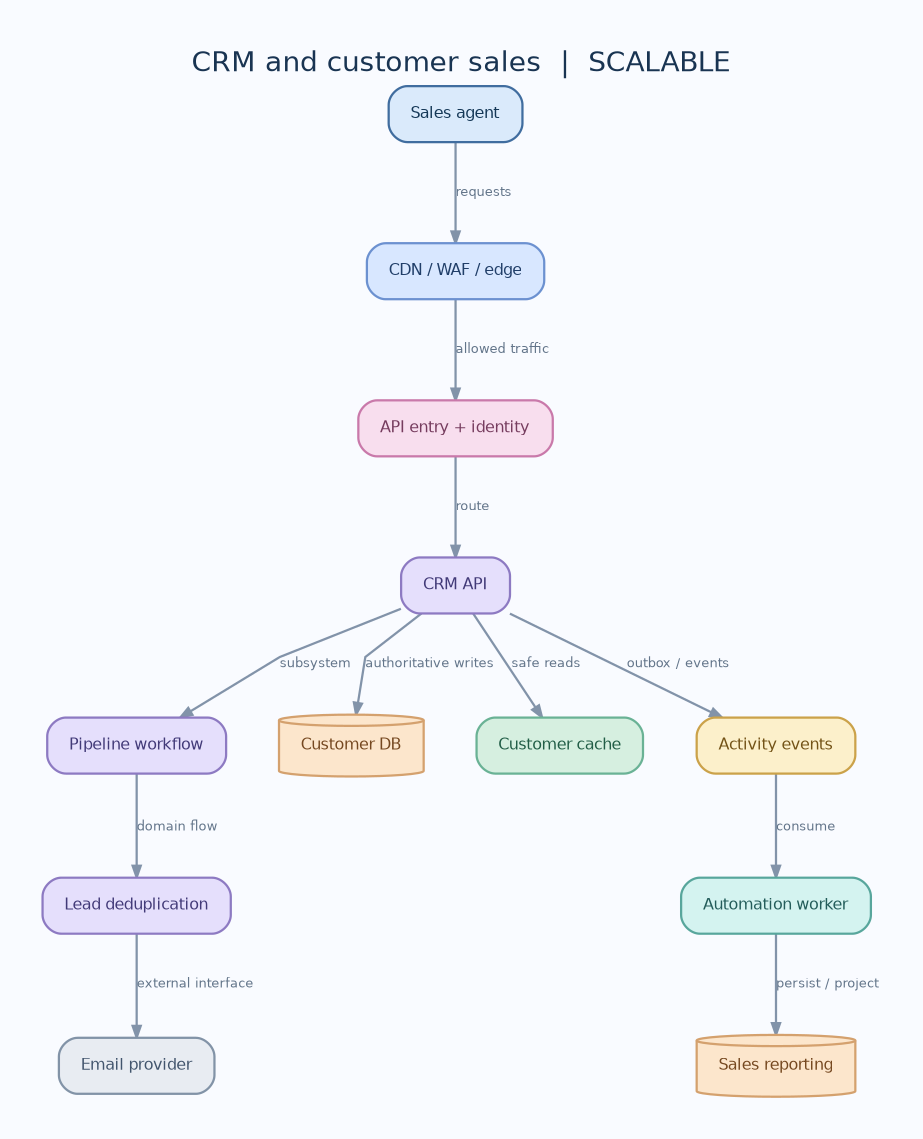 CRM and customer sales | SCALABLE
Sales agent
requests
CDN / WAF / edge
allowed traffic
API entry + identity
route
CRM API
subsystem
authoritative writes
safe reads
outbox / events
Pipeline workflow
Customer DB
Customer cache
Activity events
domain flow
consume
Lead deduplication
Automation worker
external interface
persist / project
Email provider
Sales reporting